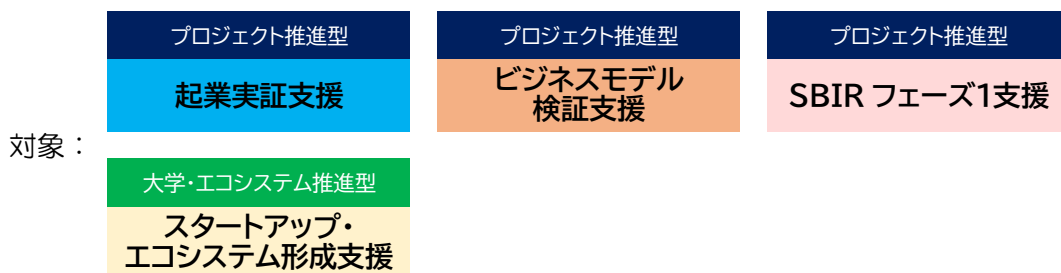 対象：
プロジェクト推進型
起業実証支援
プロジェクト推進型
ビジネスモデル
検証支援
プロジェクト推進型
SBIR フェーズ1支援
大学・エコシステム推進型
スタートアップ・
エコシステム形成支援